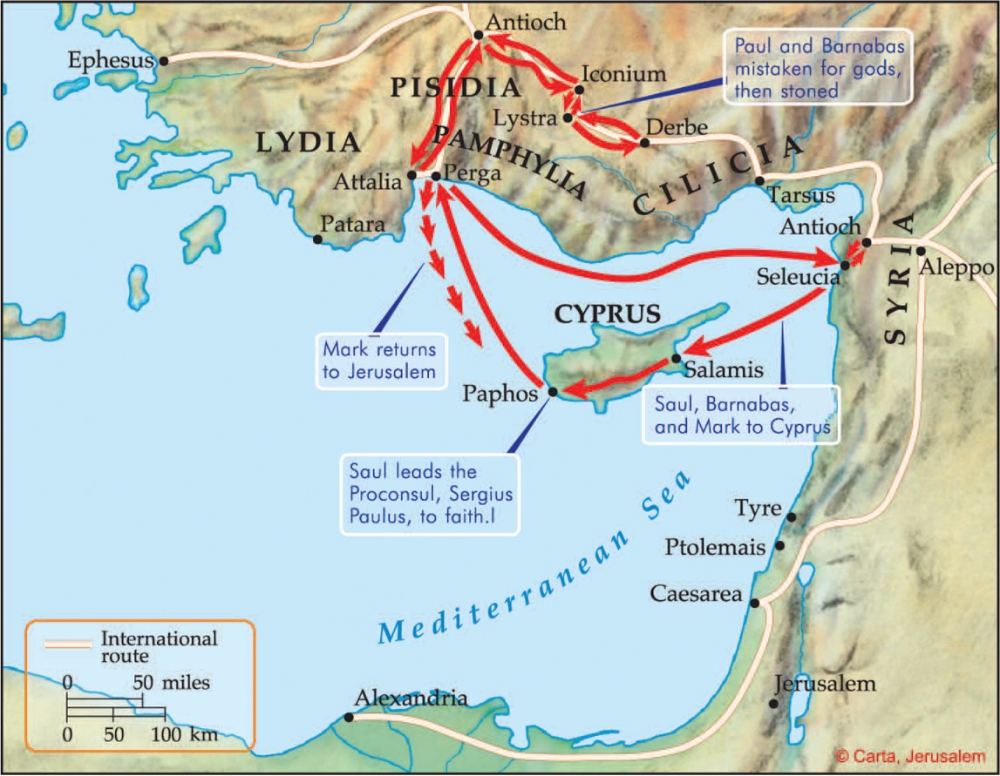 Antioch
Ephesus
Paul and Barnabas
mistaken for gods,
then stoned
Iconium
PISIDIA
Lystra
Derbe
LYDIA
PAMPHYLIA
CILICIA
Attalia
Perga
Tarsus
Patara
Antioch
SYRIA
Aleppo
Seleucia
CYPRUS
Mark returns
to Jerusalem
Salamis
Paphos
Saul, Barnabas,
and Mark to Cyprus
Saul leads the
Proconsul, Sergius
Paulus, to faith.l
Mediterranean Sea
Tyre
Ptolemais
Caesarea
International
route
0 50 miles
0 50 100 km
Alexandria
Jerusalem
© Carta, Jerusalem